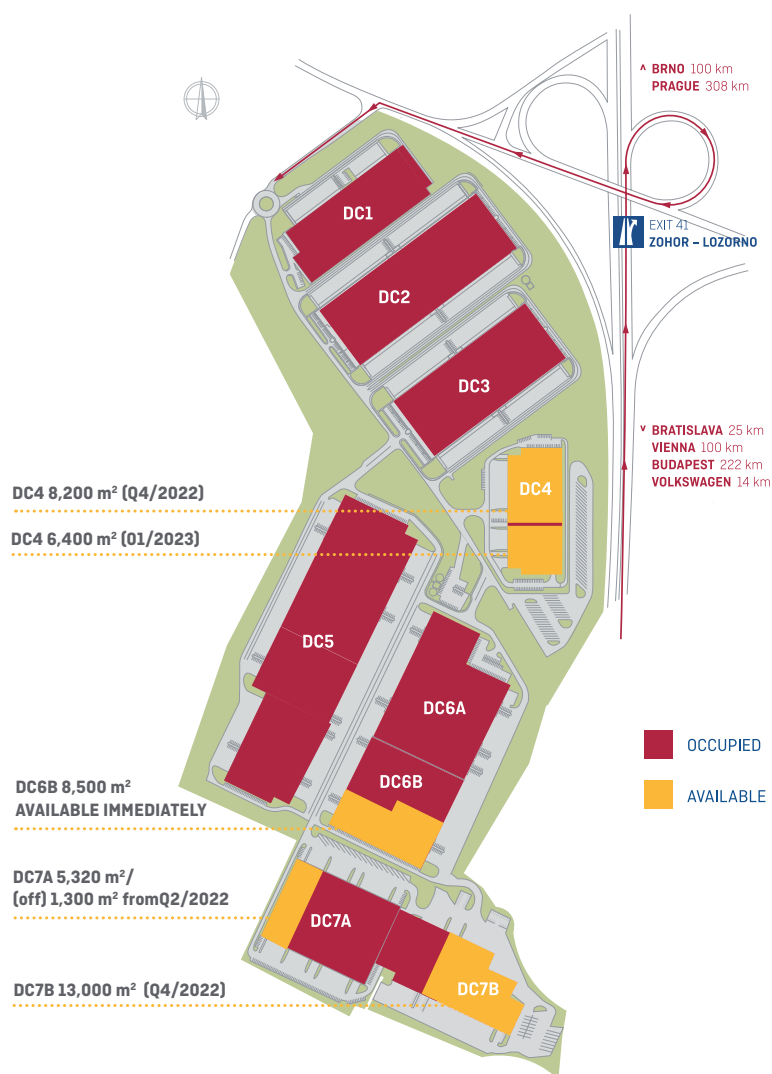 ^ BRNO 100 km
PRAGUE 308 km
EXIT 41
ZOHOR – LOZORNO
DC1
DC2
DC3
˅ BRATISLAVA 25 km
VIENNA 100 km
BUDAPEST 222 km
VOLKSWAGEN 14 km
DC4
DC4 8,200 m² (Q4/2022)
DC4 6,400 m² (01/2023)
DC5
DC6A
OCCUPIED
DC6B
AVAILABLE
DC6B 8,500 m²
AVAILABLE IMMEDIATELY
DC7A 5,320 m²/
(off) 1,300 m² fromQ2/2022
DC7A
DC7B
DC7B 13,000 m² (Q4/2022)